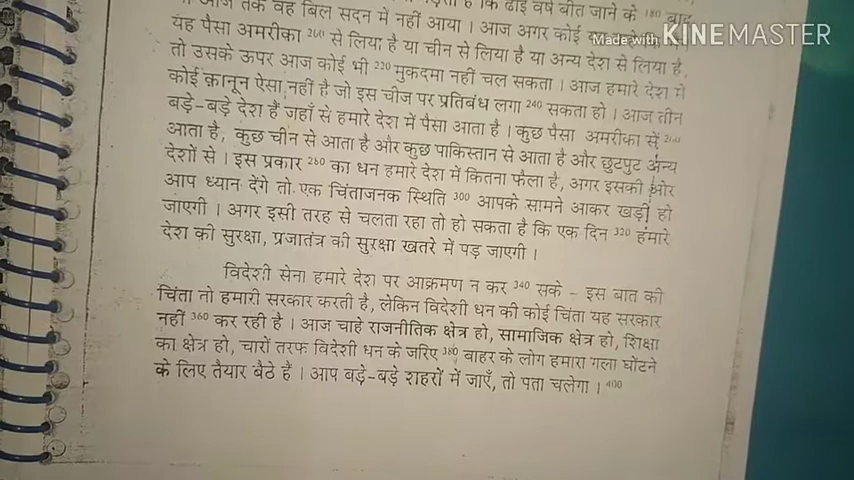 आज तक वह बिल सदन में नहीं आया । आज अगर कोई
यह पैसा अमरीका 200 से लिया है या चीन से लिया है या अन्य देश से लिया है,
तो उसके ऊपर आज कोई भी 220 मुकदमा नहीं चल सकता । आज हमारे देश में
कोई क़ानून ऐसा नहीं है जो इस चीज पर प्रतिबंध लगा 240 सकता हो । आज तीन
बड़े-बड़े देश हैं जहाँ से हमारे देश में पैसा आता है । कुछ पैसा अमरीका से 260
आता है, कुछ चीन से आता है और कुछ पाकिस्तान से आता है और छुटपुट अन्य
देशों से । इस प्रकार 280 का धन हमारे देश में कितना फैला है, अगर इसकी ओर
आप ध्यान देंगे तो एक चिंताजनक स्थिति 300 आपके सामने आकर खड़ी हो
जाएगी । अगर इसी तरह से चलता रहा तो हो सकता है कि एक दिन 320 हमारे
देश की सुरक्षा, प्रजातंत्र की सुरक्षा खतरे में पड़ जाएगी ।
विदेशी सेना हमारे देश पर आक्रमण न कर 340 सके – इस बात की
चिंता तो हमारी सरकार करती है, लेकिन विदेशी धन की कोई चिंता यह सरकार
नहीं 360 कर रही है । आज चाहे राजनीतिक क्षेत्र हो, सामाजिक क्षेत्र हो, शिक्षा
का क्षेत्र हो, चारों तरफ विदेशी धन के जरिए 380 बाहर के लोग हमारा गला घोंटने
के लिए तैयार बैठे हैं । आप बड़े-बड़े शहरों में जाएँ, तो पता चलेगा । 400
Made with KINEMASTER